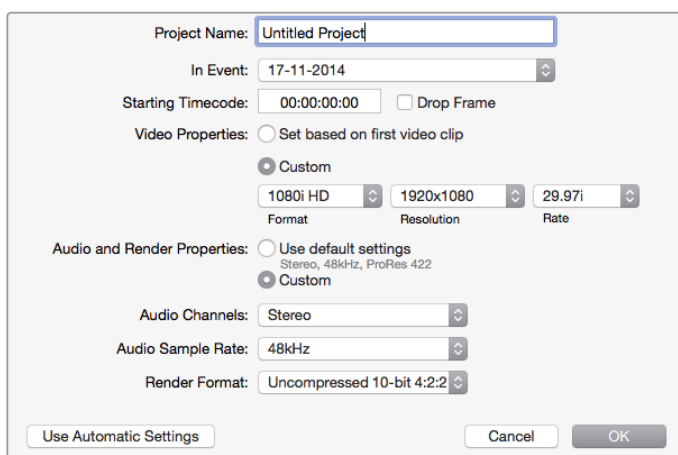 Project Name: Untitled Project
In Event: 17-11-2014
Starting Timecode: 00:00:00:00 Drop Frame
Video Properties: Set based on first video clip
Custom
1080i HD 1920x1080 29.97i
Format Resolution Rate
Audio and Render Properties: Use default settings
Stereo, 48kHz, ProRes 422
Custom
Audio Channels: Stereo
Audio Sample Rate: 48kHz
Render Format: Uncompressed 10-bit 4:2:2
Use Automatic Settings Cancel OK